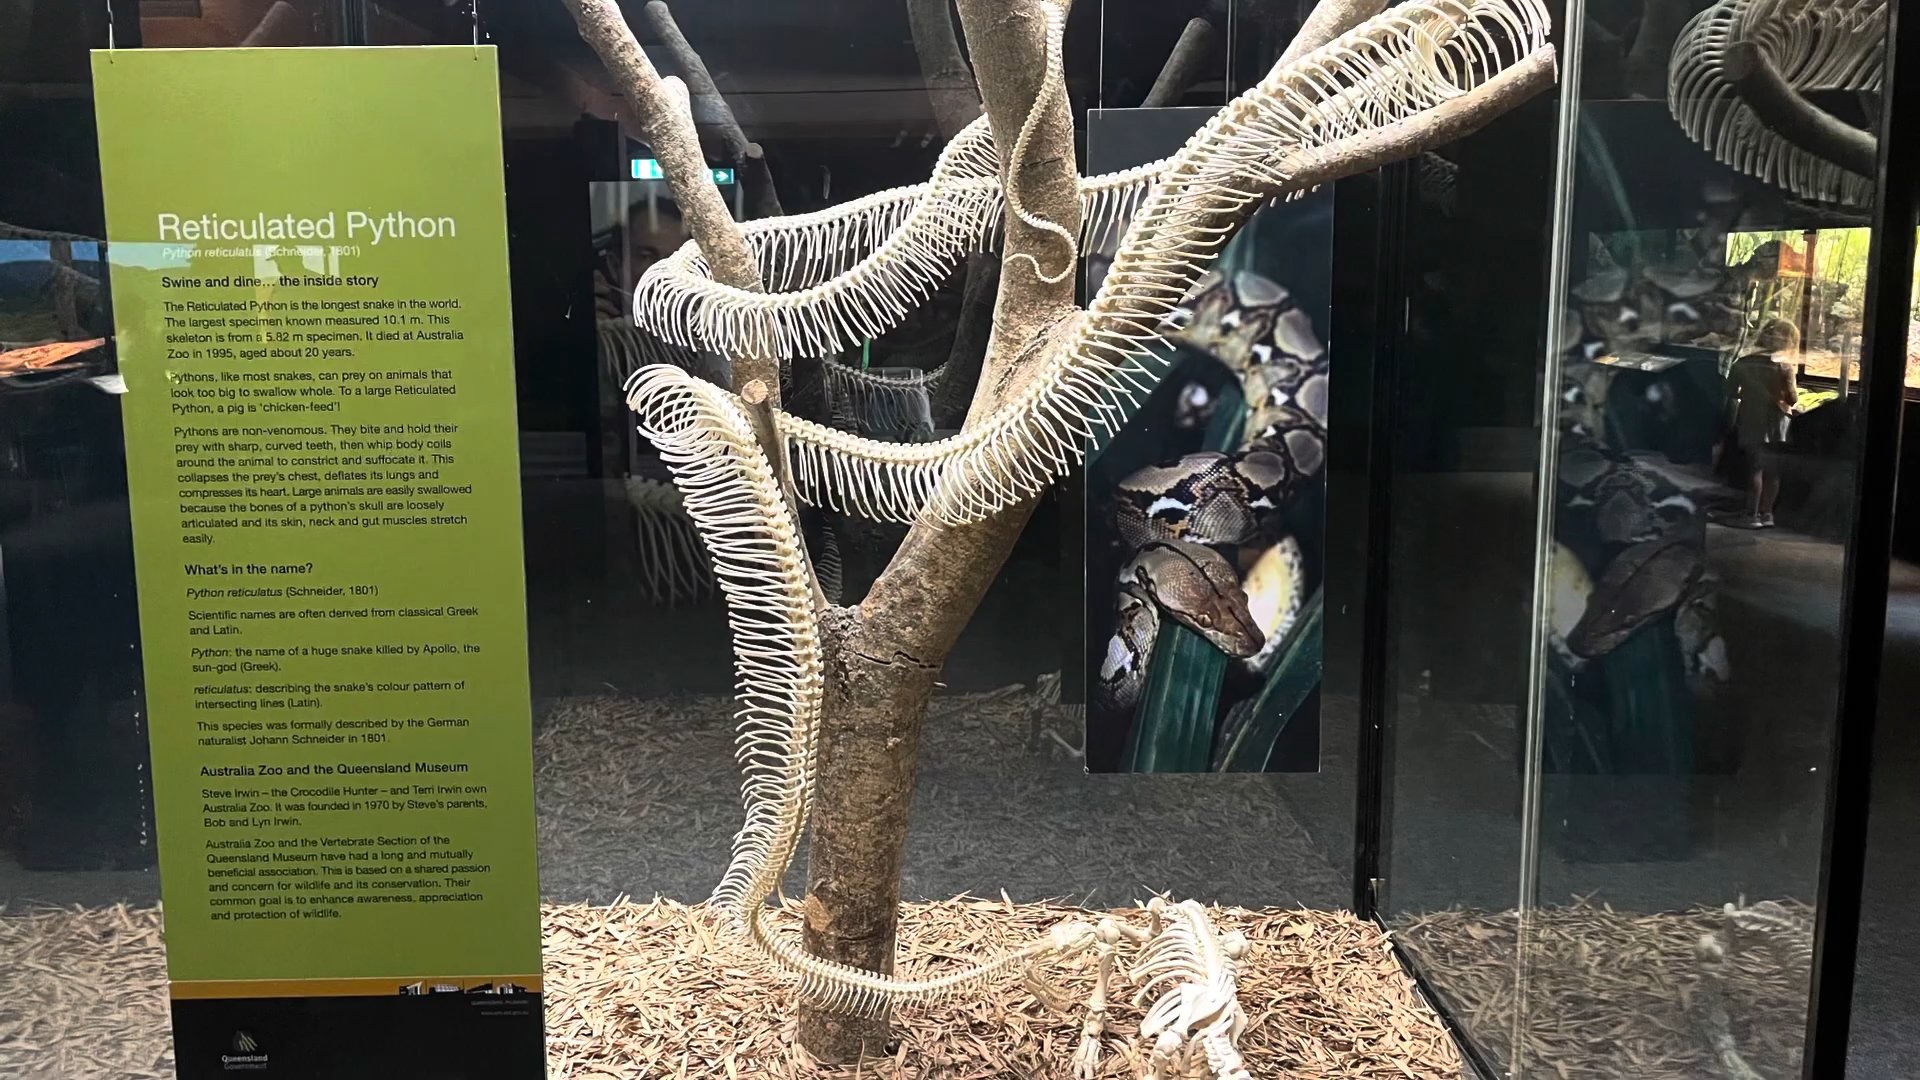 Reticulated Python
Python reticulatus (Schneider, 1801)
Swine and dine... the inside story
The Reticulated Python is the longest snake in the world.
The largest specimen known measured 10.1 m. This
skeleton is from a 5.82 m specimen. It died at Australia
Zoo in 1995, aged about 20 years.
Pythons, like most snakes, can prey on animals that
look too big to swallow whole. To a large Reticulated
Python, a pig is 'chicken-feed'!
Pythons are non-venomous. They bite and hold their
prey with sharp, curved teeth, then whip body coils
around the animal to constrict and suffocate it. This
collapses the prey's chest, deflates its lungs and
compresses its heart. Large animals are easily swallowed
because the bones of a python's skull are loosely
articulated and its skin, neck and gut muscles stretch
easily.
What's in the name?
Python reticulatus (Schneider, 1801)
Scientific names are often derived from classical Greek
and Latin.
Python: the name of a huge snake killed by Apollo, the
sun-god (Greek).
reticulatus: describing the snake's colour pattern of
intersecting lines (Latin).
This species was formally described by the German
naturalist Johann Schneider in 1801.
Australia Zoo and the Queensland Museum
Steve Irwin – the Crocodile Hunter – and Terri Irwin own
Australia Zoo. It was founded in 1970 by Steve's parents,
Bob and Lyn Irwin.
Australia Zoo and the Vertebrate Section of the
Queensland Museum have had a long and mutually
beneficial association. This is based on a shared passion
and concern for wildlife and its conservation. Their
common goal is to enhance awareness, appreciation
and protection of wildlife.
Queensland
Government